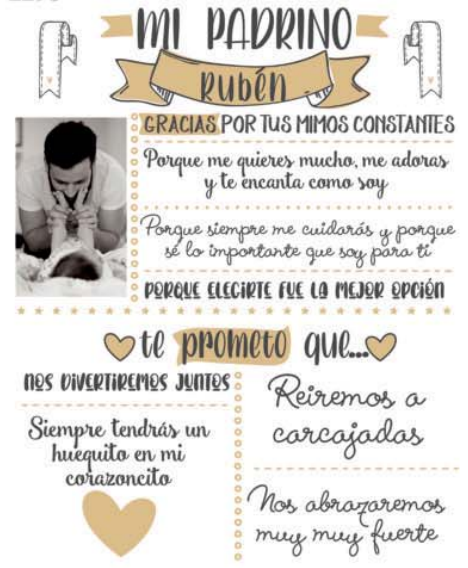 MI PADRINO
Rubén
GRACIAS POR TUS MIMOS CONSTANTES
Porque me quieres mucho, me adoras
y te encanta como soy
Porque siempre me cuidarás y porque
sé lo importante que soy para ti
PORQUE ELEGIRTE FUE LA MEJOR OPCIÓN
te prometo que...
NOS DIVERTIREMOS JUNTOS
Siempre tendrás un
huequito en mi
corazoncito
Reiremos a
carcajadas
Nos abrazaremos
muy muy fuerte